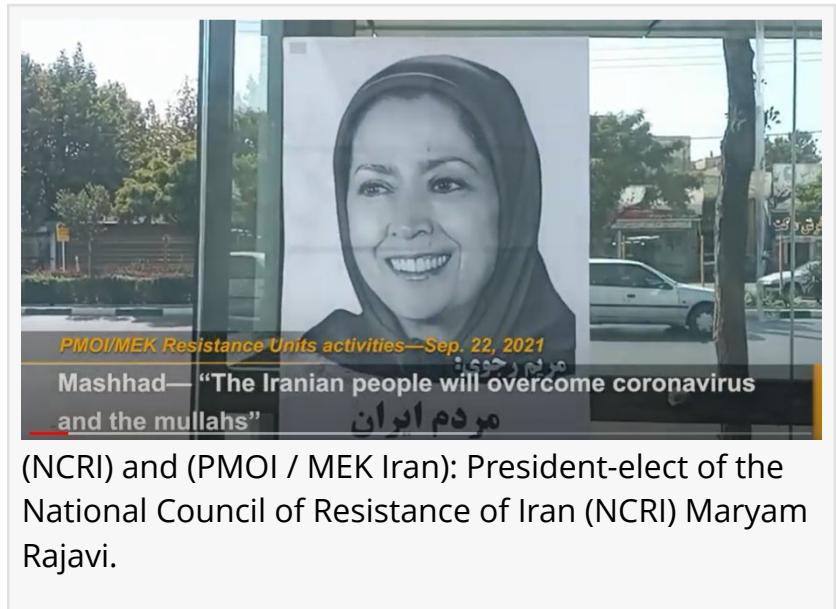 PMOI/MEK Resistance Units activities—Sep. 22, 2021
مریم رجوی:
Mashhad— “The Iranian people will overcome coronavirus
and the mullahs”
مردم ایران
(NCRI) and (PMOI / MEK Iran): President-elect of the
National Council of Resistance of Iran (NCRI) Maryam
Rajavi.